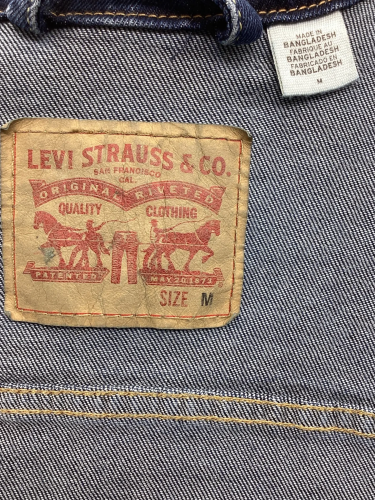 MADE IN
BANGLADESH
FABRIQUE AU
BANGLADESH
FABRICADO EN
BANGLADESH
M
LEVI STRAUSS & CO.
SAN FRANCISCO
CAL.
ORIGINAL RIVETED
QUALITY CLOTHING
PATENTED MAY 20 1873
SIZE M